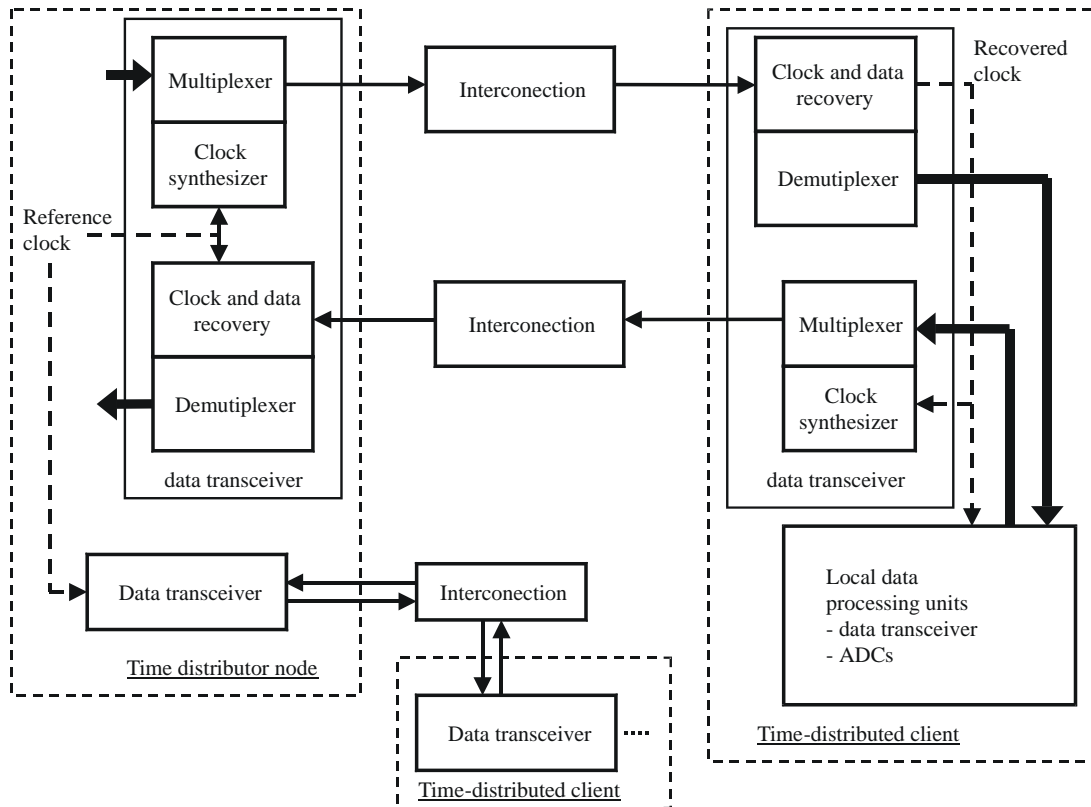 Multiplexer
Clock
synthesizer
Reference
clock
Clock and data
recovery
Demutiplexer
data transceiver
Data transceiver
Time distributor node
Interconection
Interconection
Interconection
Data transceiver
Time-distributed client
Clock and data
recovery
Demutiplexer
Recovered
clock
Multiplexer
Clock
synthesizer
data transceiver
Local data
processing units
- data transceiver
- ADCs
Time-distributed client